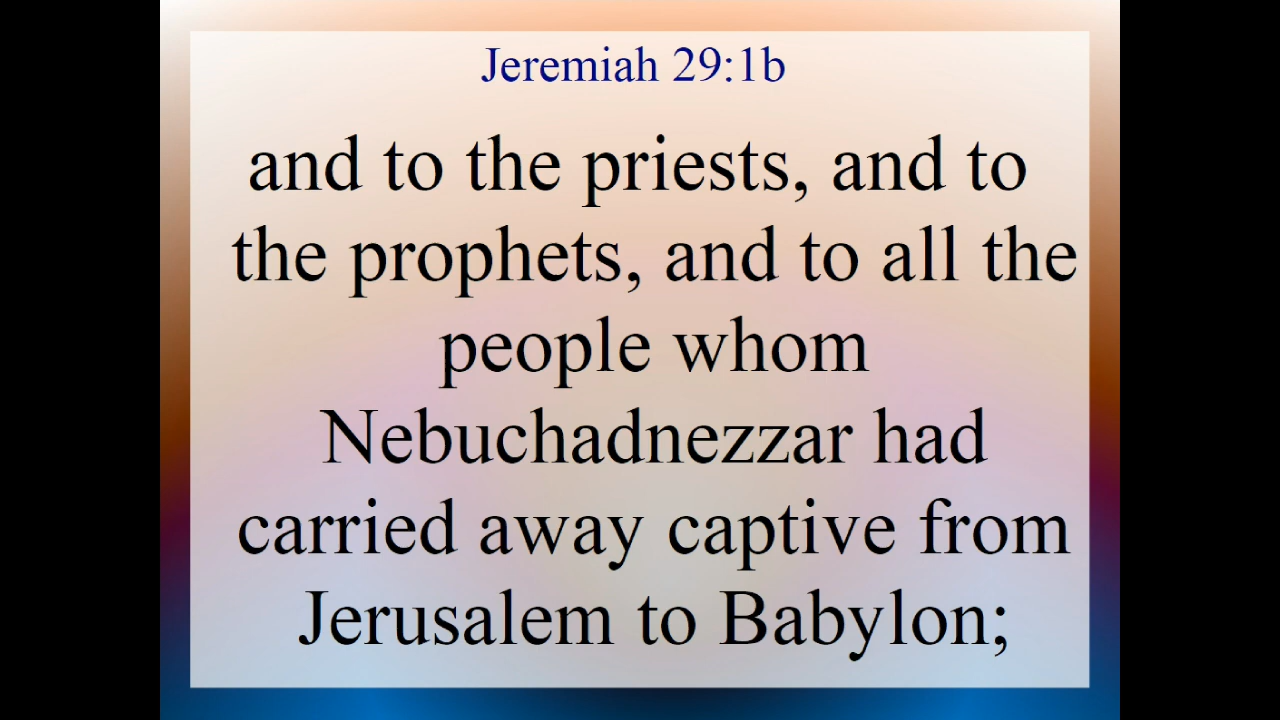 Jeremiah 29:1b
and to the priests, and to
the prophets, and to all the
people whom
Nebuchadnezzar had
carried away captive from
Jerusalem to Babylon;